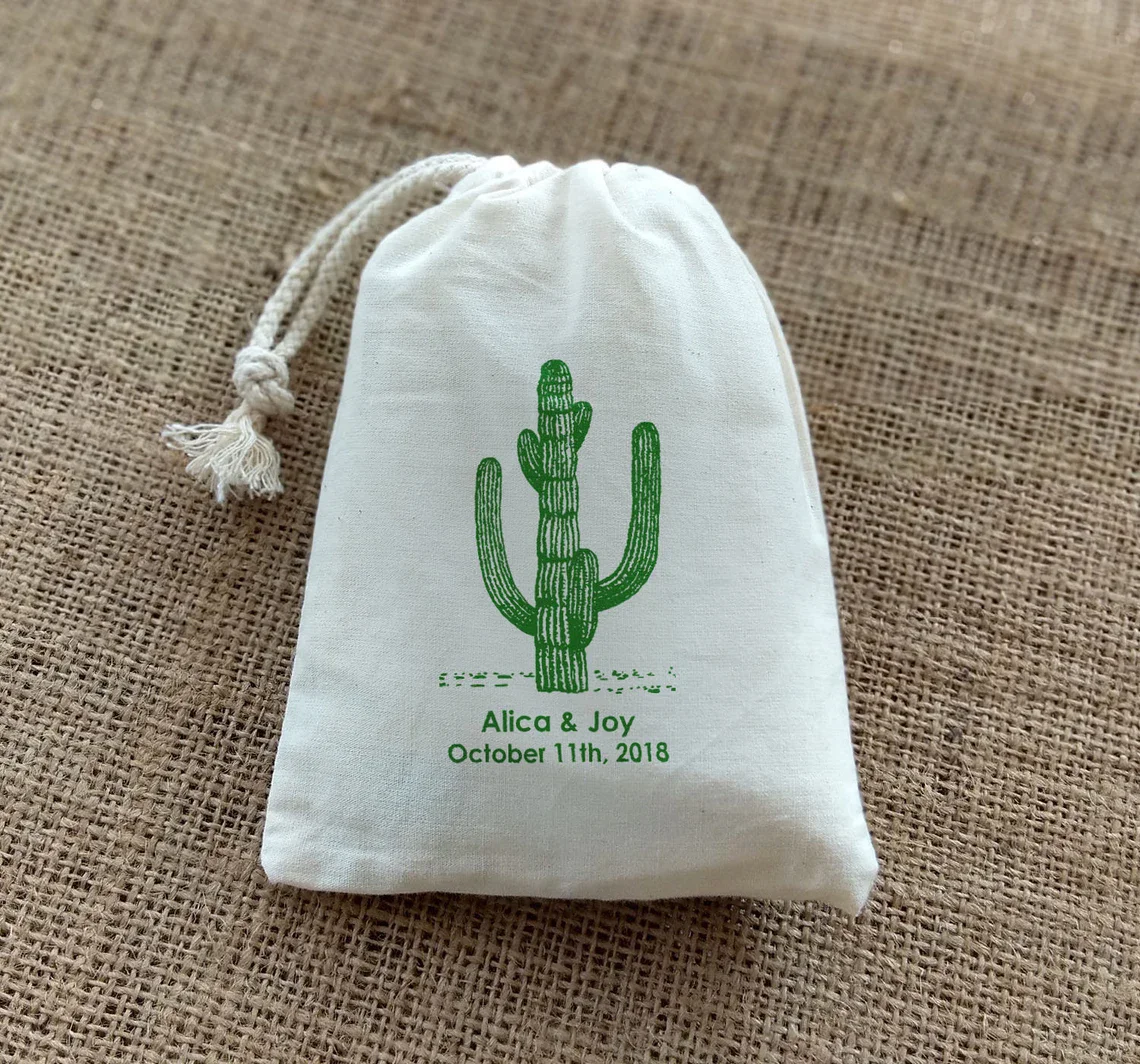 Alica & Joy
October 11th, 2018